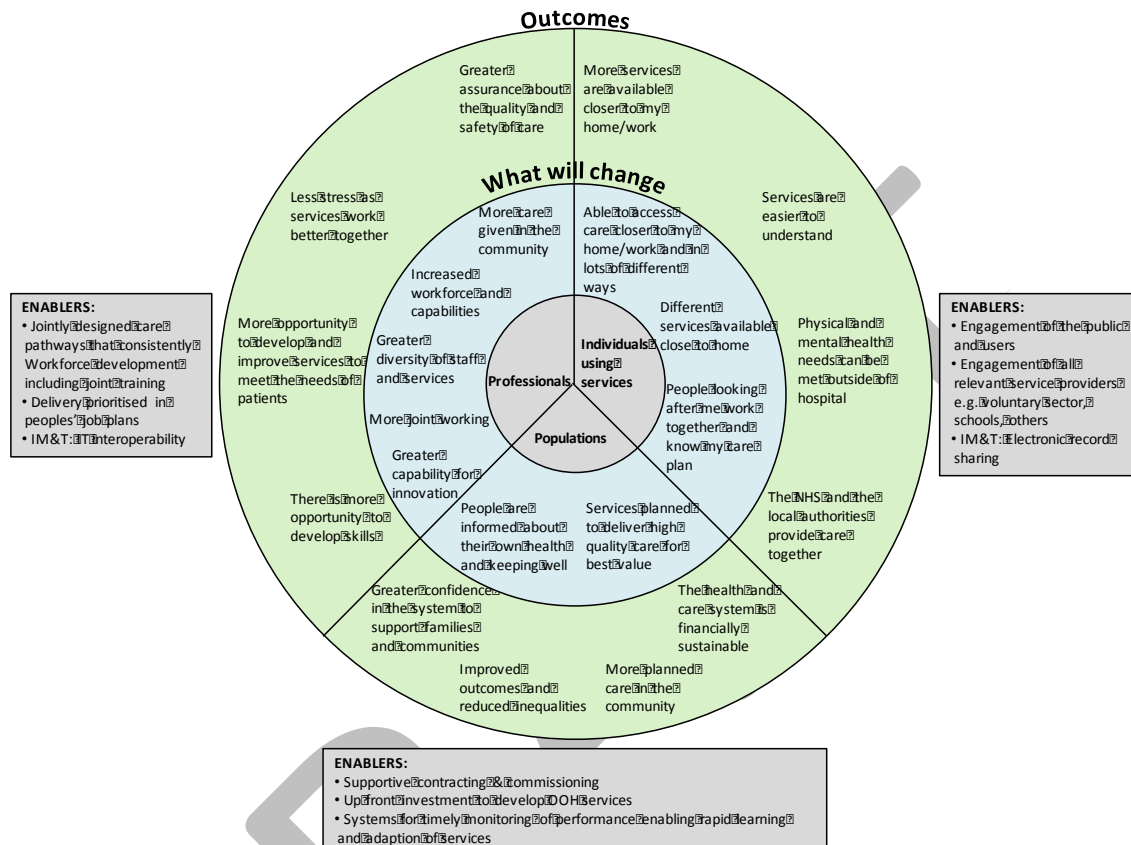 Outcomes
Greater
assurance about
the quality and
safety of care
More services
are available
closer to my
home/work
What will change
Less stress as
services work
better together
More care
given in the
community
Able to access
care closer to my
home/work and in
lots of different
ways
Services are
easier to
understand
Increased
workforce and
capabilities
Different
services available
close to home
ENABLERS:
• Jointly designed care
pathways that consistently
Workforce development
including joint training
• Delivery prioritised in
peoples' job plans
• IM&T: IT interoperability
More opportunity
to develop and
improve services to
meet the needs of
patients
Greater
diversity of staff
and services
Professionals
Individuals
using
services
Populations
Physical and
mental health
needs can be
met outside of
hospital
ENABLERS:
• Engagement of the public
and users
• Engagement of all
relevant service providers
e.g. voluntary sector,
schools, others
• IM&T: Electronic record
sharing
More joint working
People looking
after me work
together and
know my care
plan
Greater
capability for
innovation
There is more
opportunity to
develop skills
People are
informed about
their own health
and keeping well
Services planned
to deliver high
quality care for
best value
The NHS and the
local authorities
provide care
together
Greater confidence
in the system to
support families
and communities
The health and
care system is
financially
sustainable
Improved
outcomes and
reduced inequalities
More planned
care in the
community
ENABLERS:
• Supportive contracting & commissioning
• Up front investment to develop OOH services
• Systems for timely monitoring of performance enabling rapid learning
and adaption of services